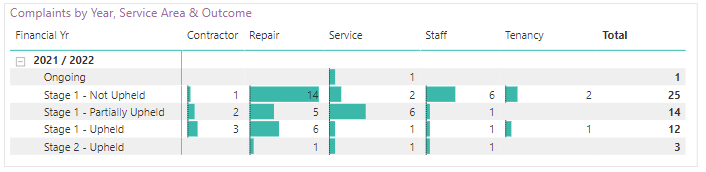 Complaints by Year, Service Area & Outcome
Financial Yr Contractor Repair Service Staff Tenancy Total
2021 / 2022
Ongoing 1 1
Stage 1 - Not Upheld 1 14 2 6 2 25
Stage 1 - Partially Upheld 2 5 6 1 14
Stage 1 - Upheld 3 6 1 1 1 12
Stage 2 - Upheld 1 1 1 3